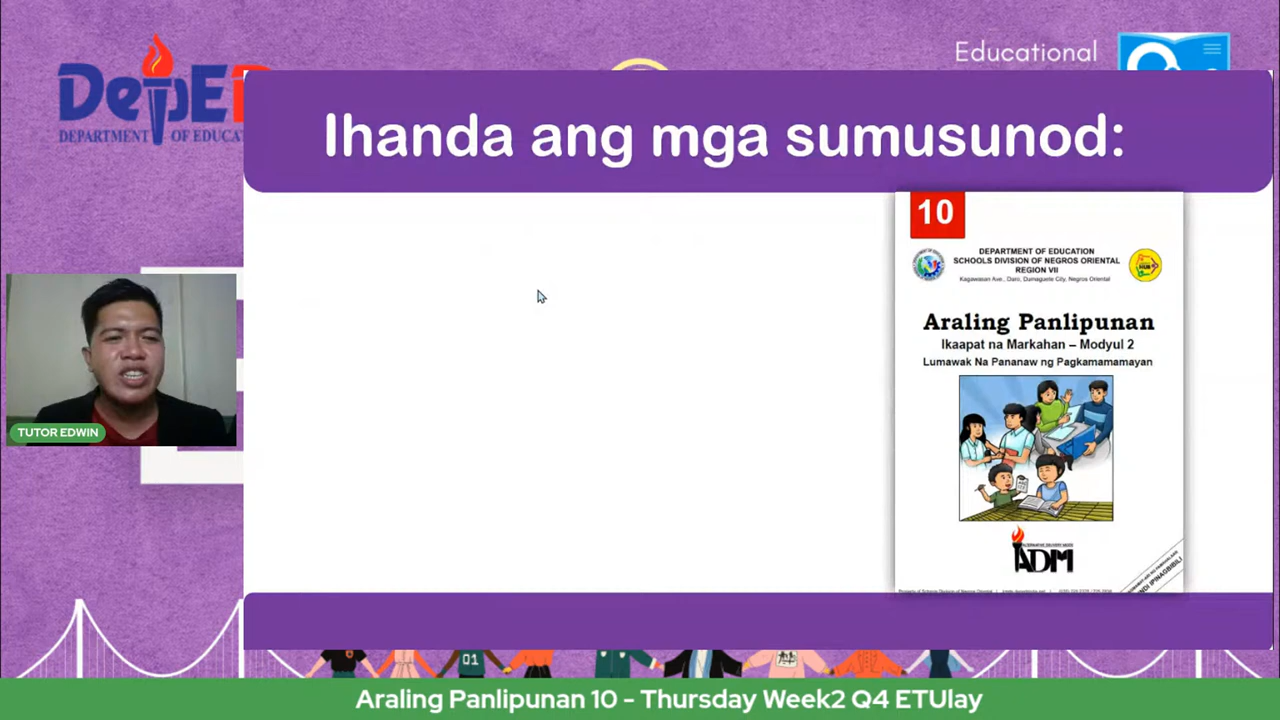 Educational
DepED
DEPARTMENT OF EDUCA
Ihanda ang mga sumusunod:
10
DEPARTMENT OF EDUCATION
SCHOOLS DIVISION OF NEGROS ORIENTAL
REGION VII
Kagawasan Ave., Daro, Dumaguete City, Negros Oriental
Araling Panlipunan
Ikaapat na Markahan – Modyul 2
Lumawak Na Pananaw ng Pagkamamamayan
ADM
TUTOR EDWIN
01
Araling Panlipunan 10 - Thursday Week2 Q4 ETUlay